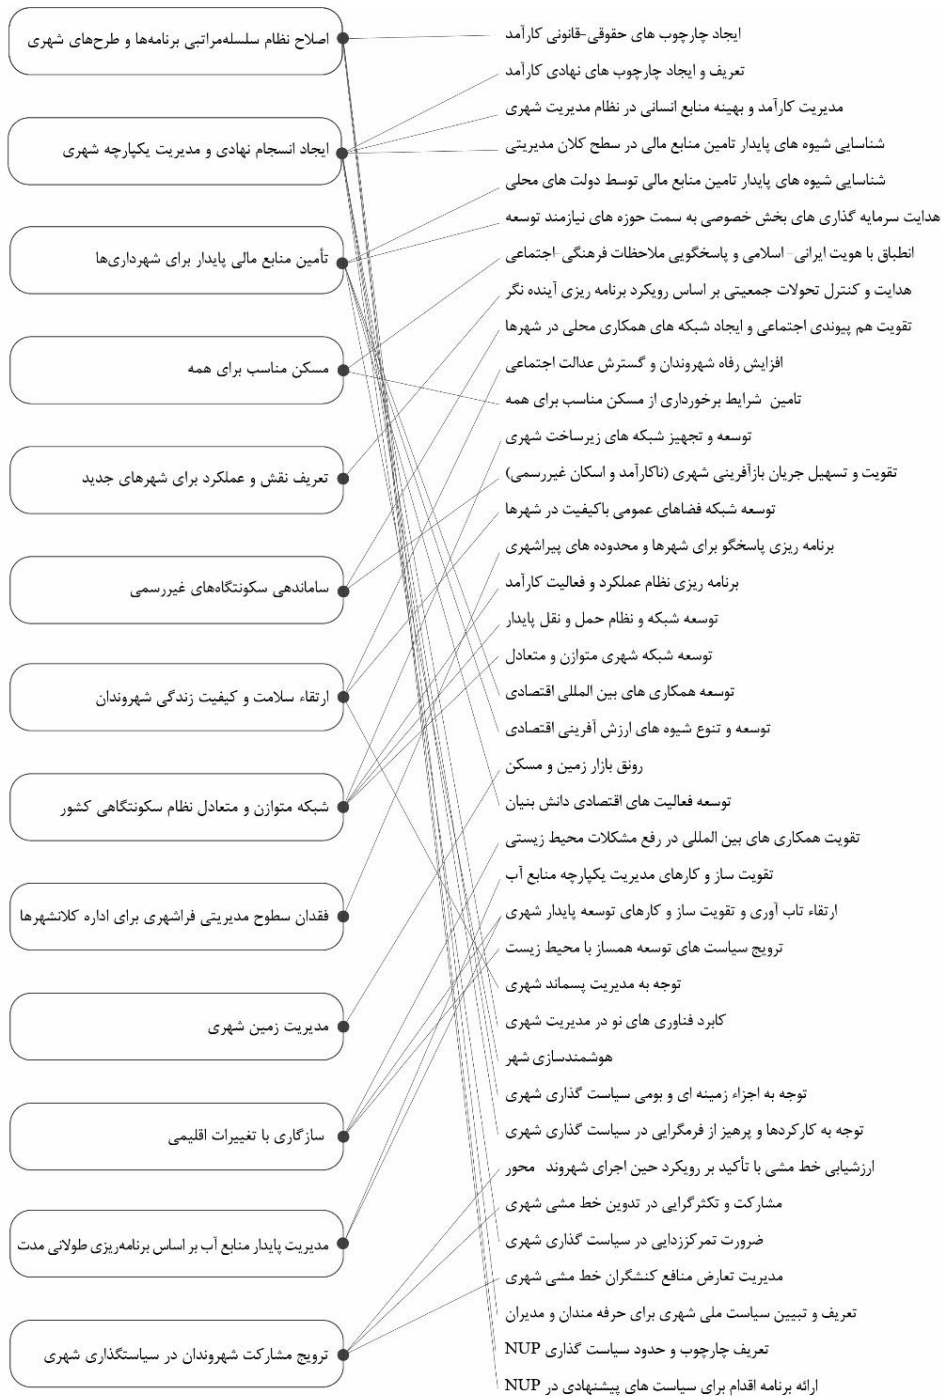 اصلاح نظام سلسله‌مراتبی برنامه‌ها و طرح‌های شهری
ایجاد انسجام نهادی و مدیریت یکپارچه شهری
تأمین منابع مالی پایدار برای شهرداری‌ها
مسکن مناسب برای همه
تعریف نقش و عملکرد برای شهرهای جدید
ساماندهی سکونتگاه‌های غیررسمی
ارتقاء سلامت و کیفیت زندگی شهروندان
شبکه متوازن و متعادل نظام سکونتگاهی کشور
فقدان سطوح مدیریتی فراشهری برای اداره کلانشهرها
مدیریت زمین شهری
سازگاری با تغییرات اقلیمی
مدیریت پایدار منابع آب بر اساس برنامه‌ریزی طولانی مدت
ترویج مشارکت شهروندان در سیاستگذاری شهری
ایجاد چارچوب های حقوقی-قانونی کارآمد
تعریف و ایجاد چارچوب های نهادی کارآمد
مدیریت کارآمد و بهینه منابع انسانی در نظام مدیریت شهری
شناسایی شیوه های پایدار تامین منابع مالی در سطح کلان مدیریتی
شناسایی شیوه های پایدار تامین منابع مالی توسط دولت های محلی
هدایت سرمایه گذاری های بخش خصوصی به سمت حوزه های نیازمند توسعه
انطباق با هویت ایرانی- اسلامی و پاسخگویی ملاحظات فرهنگی-اجتماعی
هدایت و کنترل تحولات جمعیتی بر اساس رویکرد برنامه ریزی آینده نگر
تقویت هم پیوندی اجتماعی و ایجاد شبکه های همکاری محلی در شهرها
افزایش رفاه شهروندان و گسترش عدالت اجتماعی
تامین شرایط برخورداری از مسکن مناسب برای همه
توسعه و تجهیز شبکه های زیرساخت شهری
تقویت و تسهیل جریان بازآفرینی شهری (ناکارآمد و اسکان غیررسمی)
توسعه شبکه فضاهای عمومی باکیفیت در شهرها
برنامه ریزی پاسخگو برای شهرها و محدوده های پیراشهری
برنامه ریزی نظام عملکرد و فعالیت کارآمد
توسعه شبکه و نظام حمل و نقل پایدار
توسعه شبکه شهری متوازن و متعادل
توسعه همکاری های بین المللی اقتصادی
توسعه و تنوع شیوه های ارزش آفرینی اقتصادی
رونق بازار زمین و مسکن
توسعه فعالیت های اقتصادی دانش بنیان
تقویت همکاری های بین المللی در رفع مشکلات محیط زیستی
تقویت ساز و کارهای مدیریت یکپارچه منابع آب
ارتقاء تاب آوری و تقویت ساز و کارهای توسعه پایدار شهری
ترویج سیاست های توسعه همساز با محیط زیست
توجه به مدیریت پسماند شهری
کابرد فناوری های نو در مدیریت شهری
هوشمندسازی شهر
توجه به اجزاء زمینه ای و بومی سیاست گذاری شهری
توجه به کارکردها و پرهیز از فرمگرایی در سیاست گذاری شهری
ارزشیابی خط مشی با تأکید بر رویکرد حین اجرای شهروند محور
مشارکت و تکثرگرایی در تدوین خط مشی شهری
ضرورت تمرکززدایی در سیاست گذاری شهری
مدیریت تعارض منافع کنشگران خط مشی شهری
تعریف و تبیین سیاست ملی شهری برای حرفه مندان و مدیران
تعریف چارچوب و حدود سیاست گذاری NUP
ارائه برنامه اقدام برای سیاست های پیشنهادی در NUP